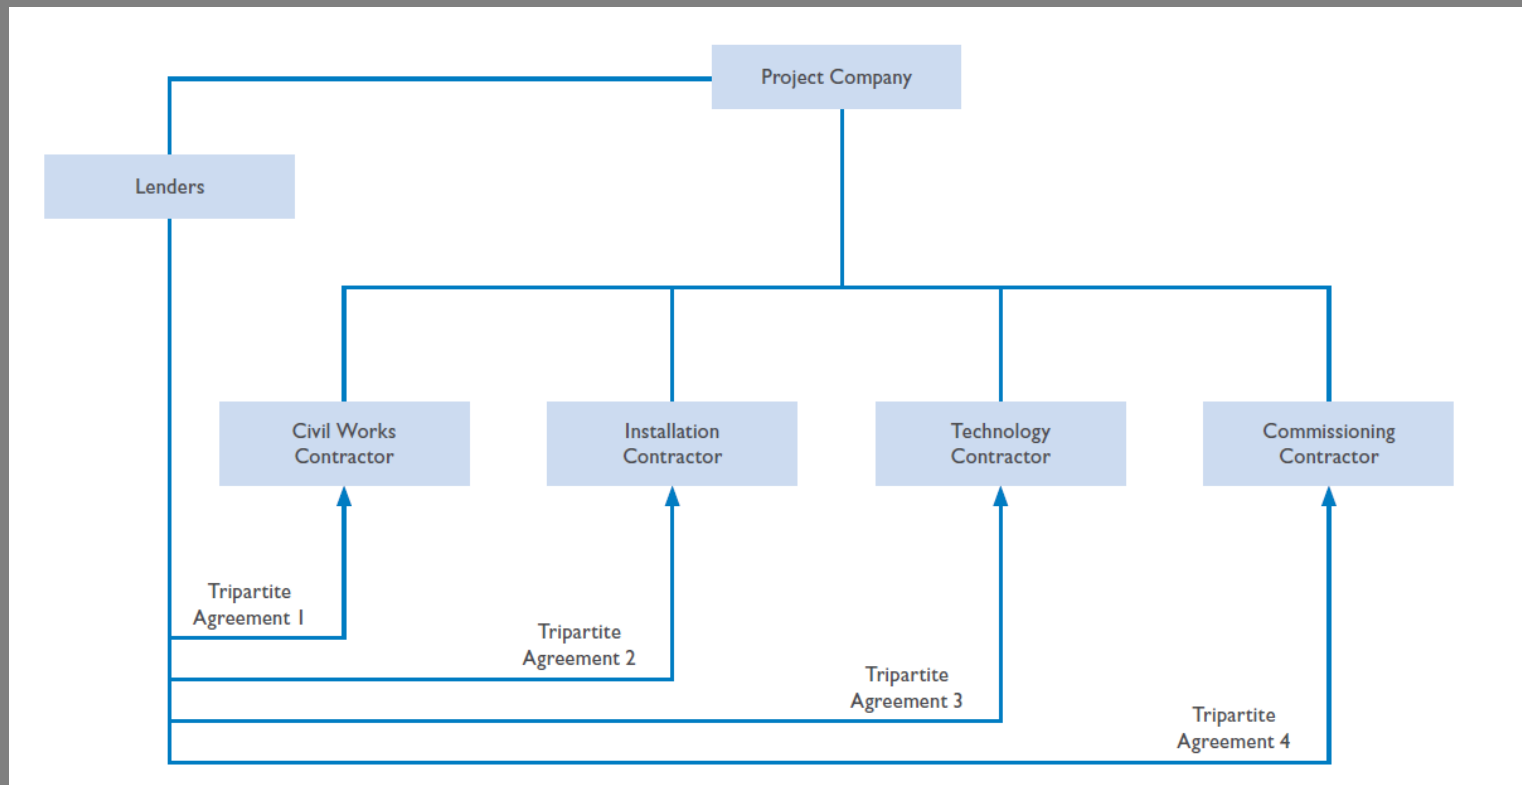 Project Company
Lenders
Civil Works
Contractor
Installation
Contractor
Technology
Contractor
Commissioning
Contractor
Tripartite
Agreement 1
Tripartite
Agreement 2
Tripartite
Agreement 3
Tripartite
Agreement 4